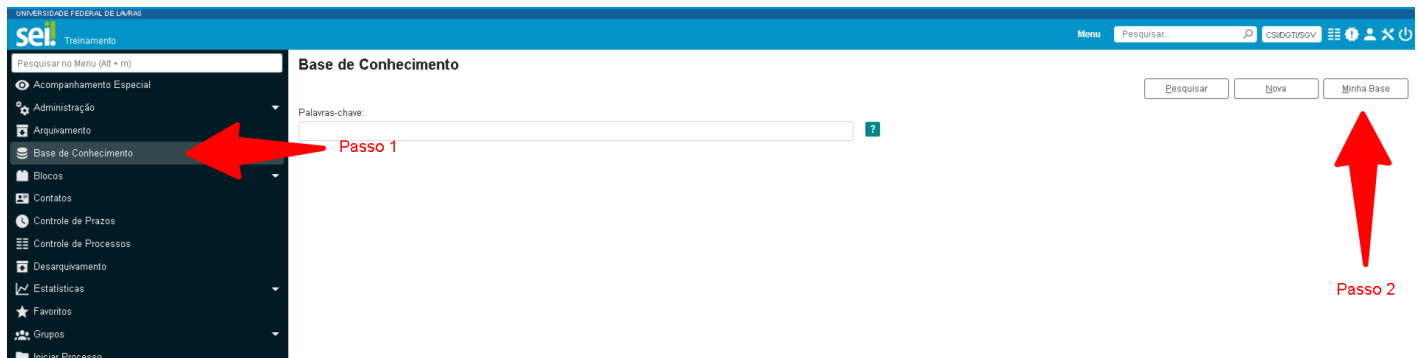 UNIVERSIDADE FEDERAL DE LAVRAS
sei! Treinamento
Menu
Pesquisar...
CSI/DGTI/SGV
Pesquisar no Menu (Alt + m)
Acompanhamento Especial
Administração
Arquivamento
Base de Conhecimento
Blocos
Contatos
Controle de Prazos
Controle de Processos
Desarquivamento
Estatísticas
Favoritos
Grupos
Iniciar Processo
Base de Conhecimento
Pesquisar
Nova
Minha Base
Palavras-chave:
?
Passo 1
Passo 2